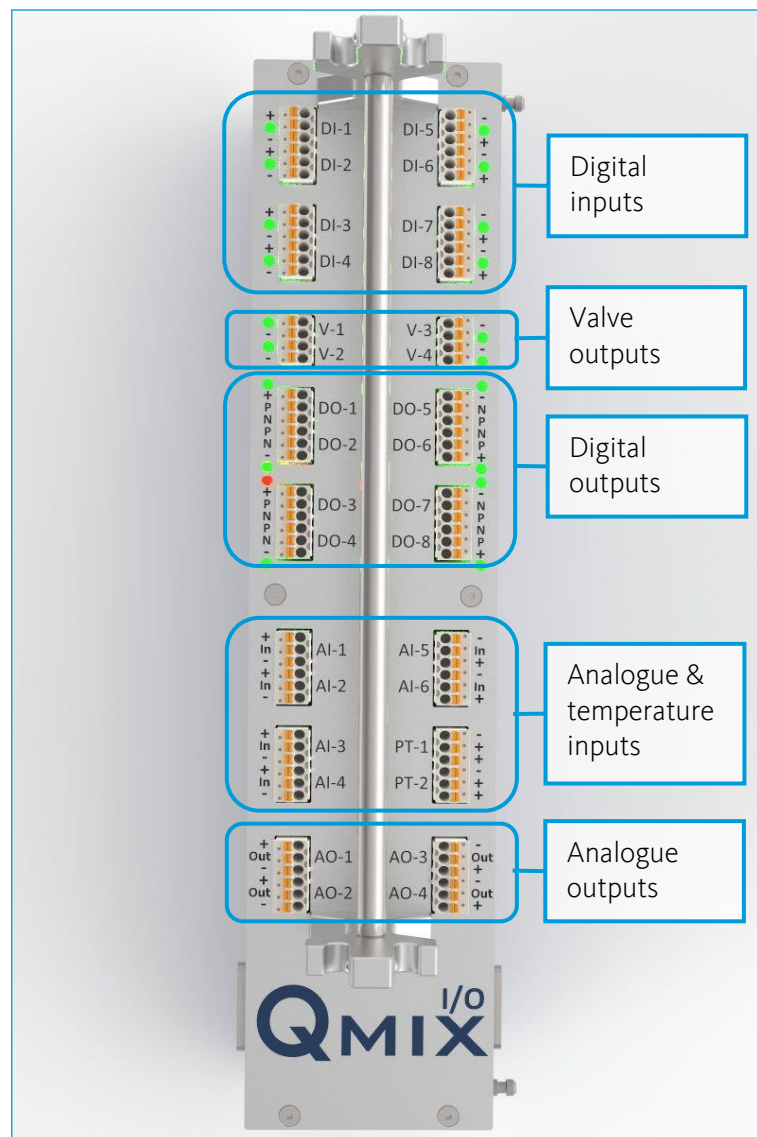 + DI-1 DI-5 -
- +
+ DI-2 DI-6 -
- +
Digital
inputs
+ DI-3 DI-7 -
- +
+ DI-4 DI-8 -
- +
V-1 V-3 -
-
V-2 V-4 -
-
Valve
outputs
+ -
P DO-1 DO-5 N
N P
P DO-2 DO-6 N
N P
- +
Digital
outputs
+ -
P DO-3 DO-7 N
N P
P DO-4 DO-8 N
N P
- +
+ -
In AI-1 AI-5 In
- +
+ -
In AI-2 AI-6 In
- +
Analogue &
temperature
inputs
+ -
In AI-3 PT-1 +
- +
+ -
In AI-4 PT-2 +
- +
+ -
Out AO-1 AO-3 Out
- +
+ -
Out AO-2 AO-4 Out
- +
Analogue
outputs
QMIX I/O